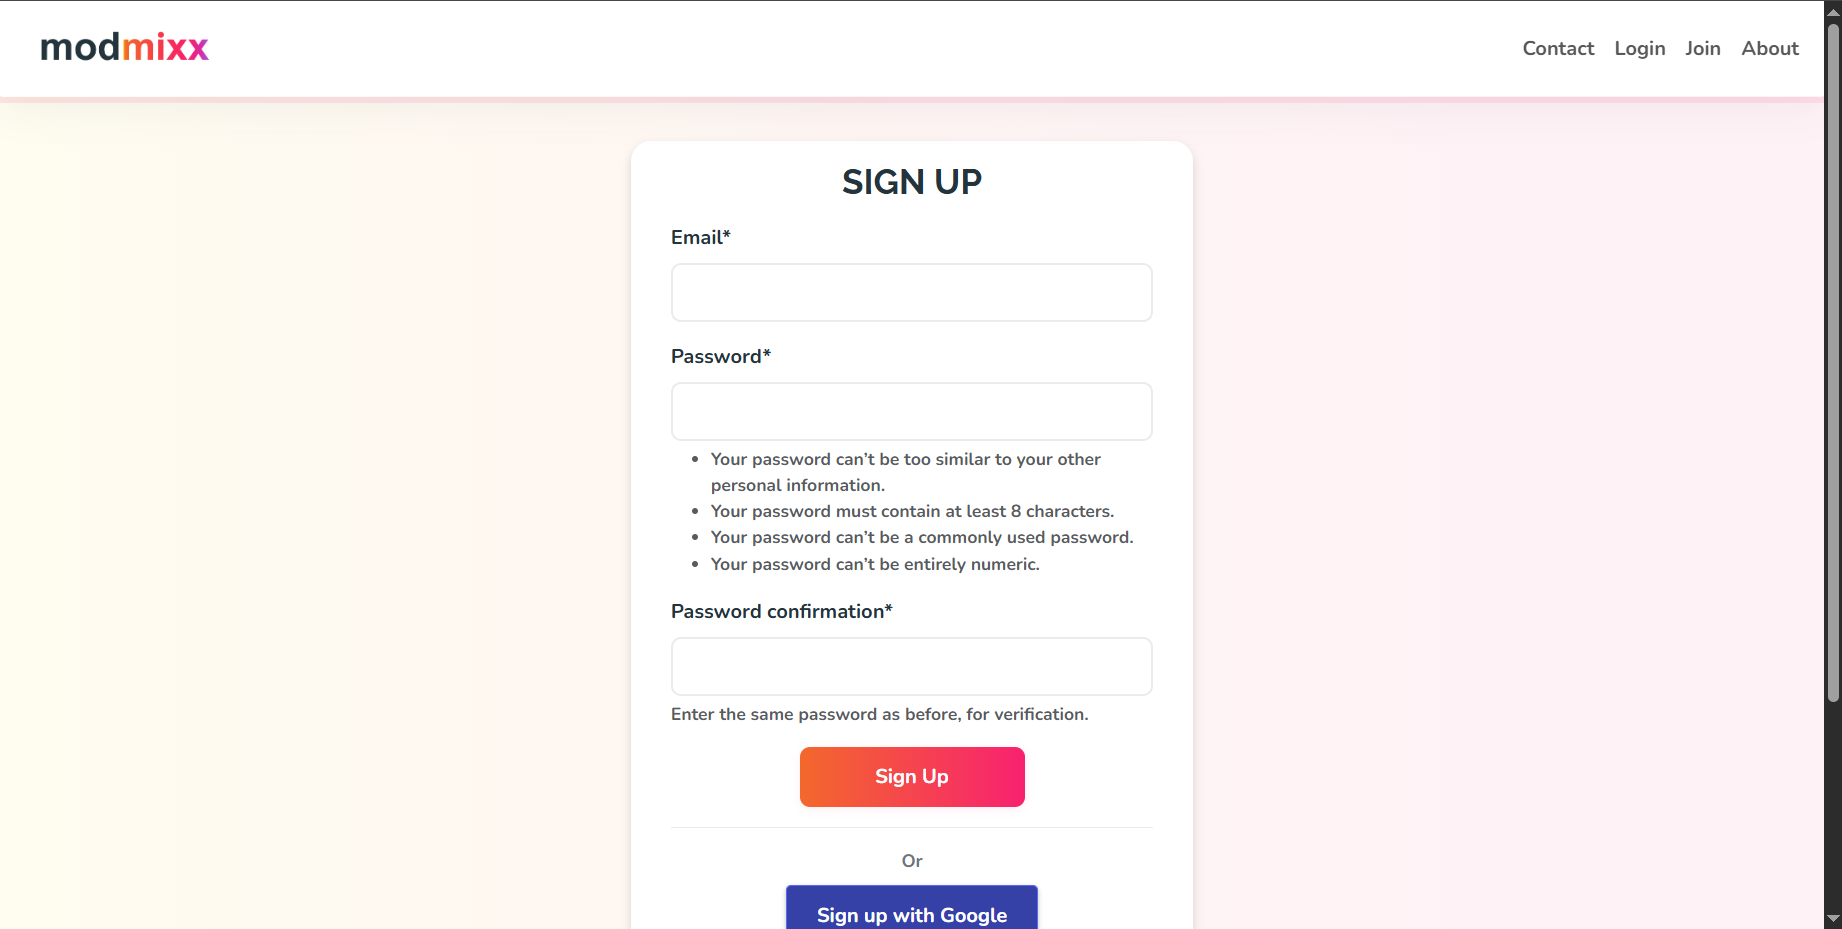 modmixx
Contact Login Join About
SIGN UP
Email*
Password*
• Your password can’t be too similar to your other
personal information.
• Your password must contain at least 8 characters.
• Your password can’t be a commonly used password.
• Your password can’t be entirely numeric.
Password confirmation*
Enter the same password as before, for verification.
Sign Up
Or
Sign up with Google